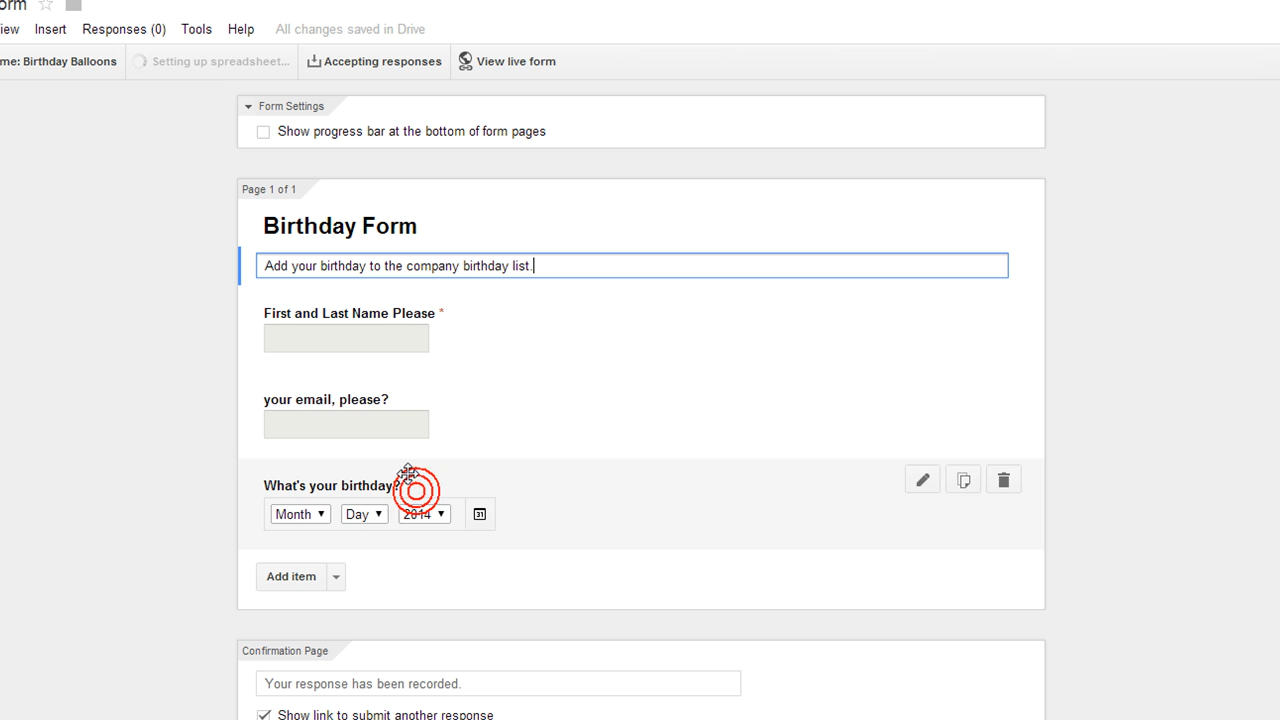 orm
iew Insert Responses (0) Tools Help All changes saved in Drive
me: Birthday Balloons Setting up spreadsheet... Accepting responses View live form
Form Settings
Show progress bar at the bottom of form pages
Page 1 of 1
Birthday Form
Add your birthday to the company birthday list.
First and Last Name Please *
your email, please?
What's your birthday?
Month Day 2014 31
Add item
Confirmation Page
Your response has been recorded.
Show link to submit another response